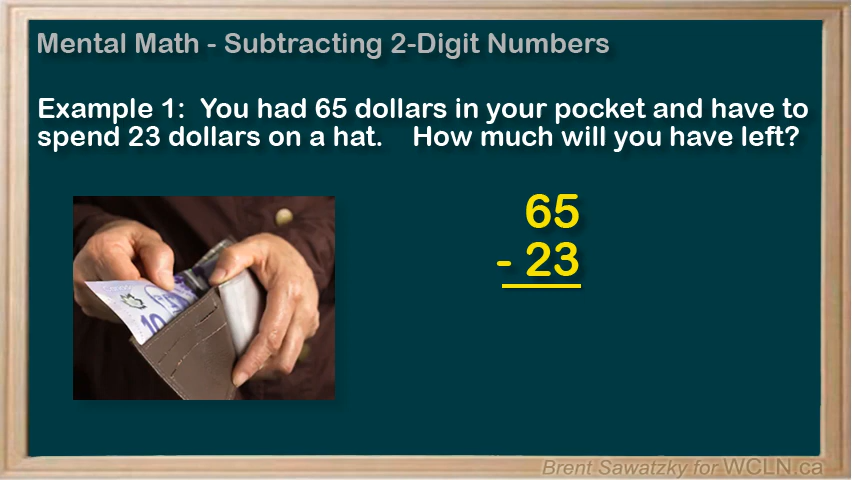 Mental Math - Subtracting 2-Digit Numbers
Example 1: You had 65 dollars in your pocket and have to
spend 23 dollars on a hat. How much will you have left?
65
- 23
10
Brent Sawatzky for WCLN.ca